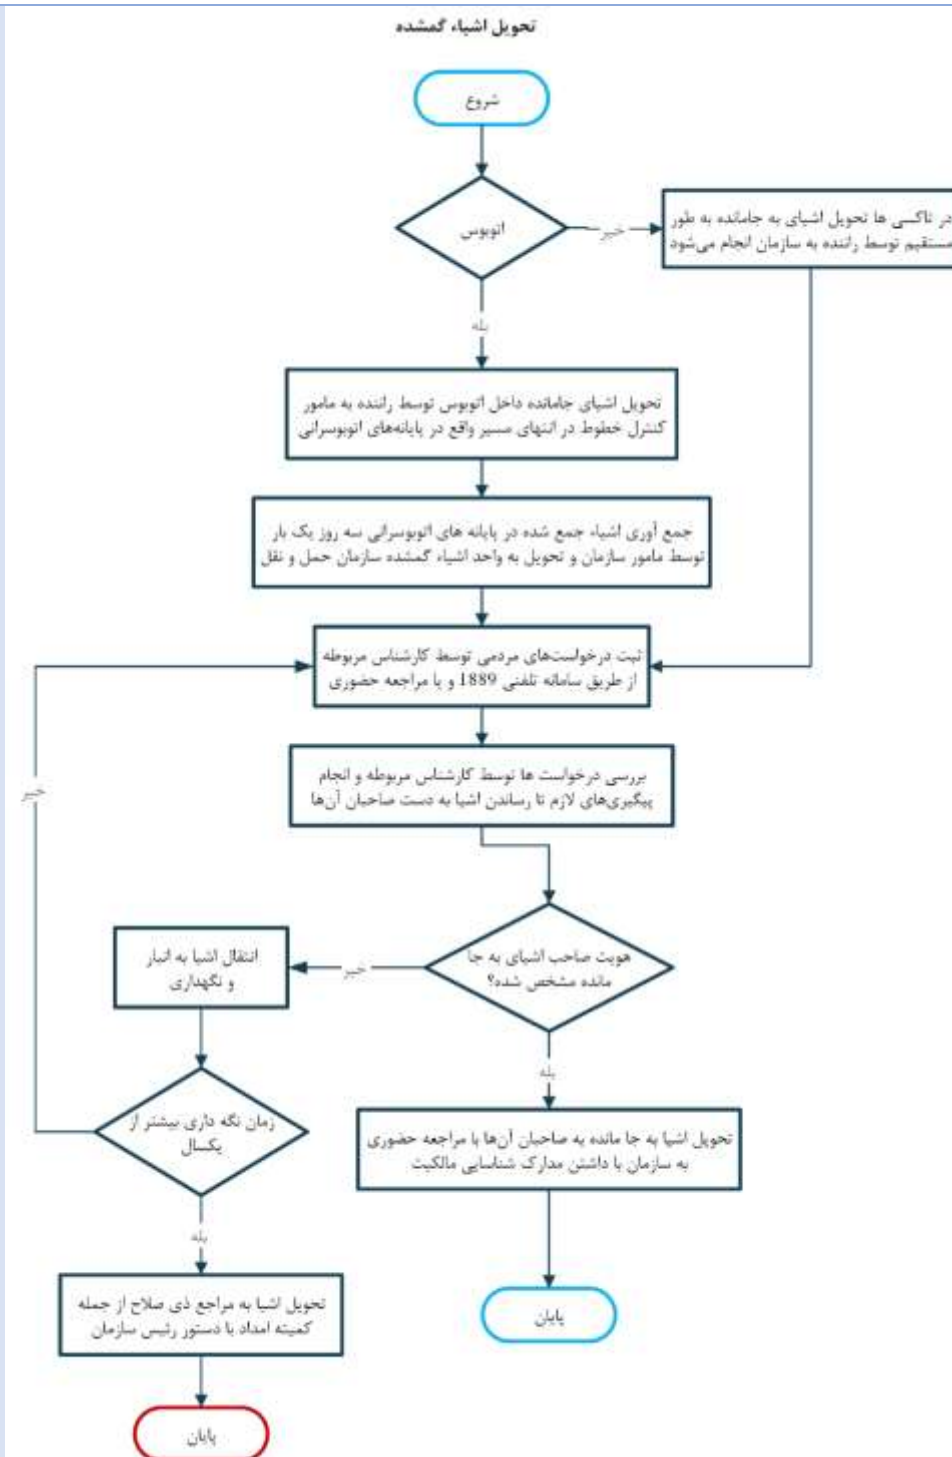 تحویل اشیاء گمشده
شروع
اتوبوس
خیر
در تاکسی ها تحویل اشیای به جامانده به طور
مستقیم توسط راننده به سازمان انجام می‌شود
بله
تحویل اشیای جامانده داخل اتوبوس توسط راننده به مامور
کنترل خطوط در انتهای مسیر واقع در پایانه‌های اتوبوسرانی
جمع آوری اشیاء جمع شده در پایانه های اتوبوسرانی سه روز یک بار
توسط مامور سازمان و تحویل به واحد اشیاء گمشده سازمان حمل و نقل
ثبت درخواست‌های مردمی توسط کارشناس مربوطه
از طریق سامانه تلفنی 1889 و یا مراجعه حضوری
بررسی درخواست ها توسط کارشناس مربوطه و انجام
پیگیری‌های لازم تا رساندن اشیا به دست صاحبان آن‌ها
خیر
هویت صاحب اشیای به جا
مانده مشخص شده؟
خیر
انتقال اشیا به انبار
و نگهداری
بله
زمان نگه داری بیشتر از
یکسال
تحویل اشیا به جا مانده به صاحبان آن‌ها با مراجعه حضوری
به سازمان با داشتن مدارک شناسایی مالکیت
بله
تحویل اشیا به مراجع ذی صلاح از جمله
کمیته امداد با دستور رئیس سازمان
پایان
پایان